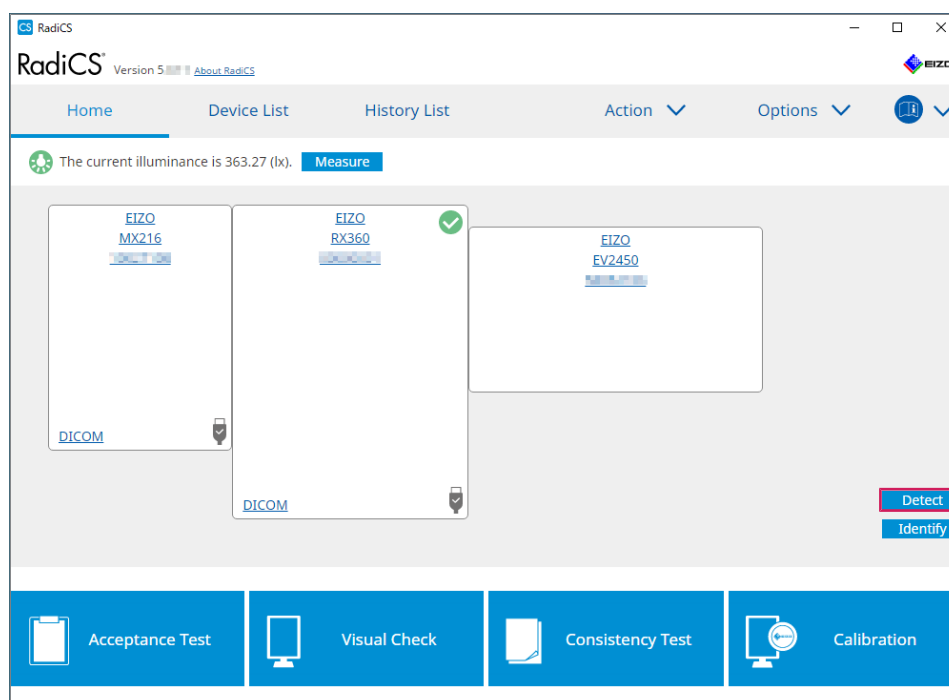 CS RadiCS
RadiCS Version 5. About RadiCS
EIZO
Home Device List History List Action Options
The current illuminance is 363.27 (lx). Measure
EIZO
MX216
DICOM
EIZO
RX360
DICOM
EIZO
EV2450
Detect
Identify
Acceptance Test Visual Check Consistency Test Calibration